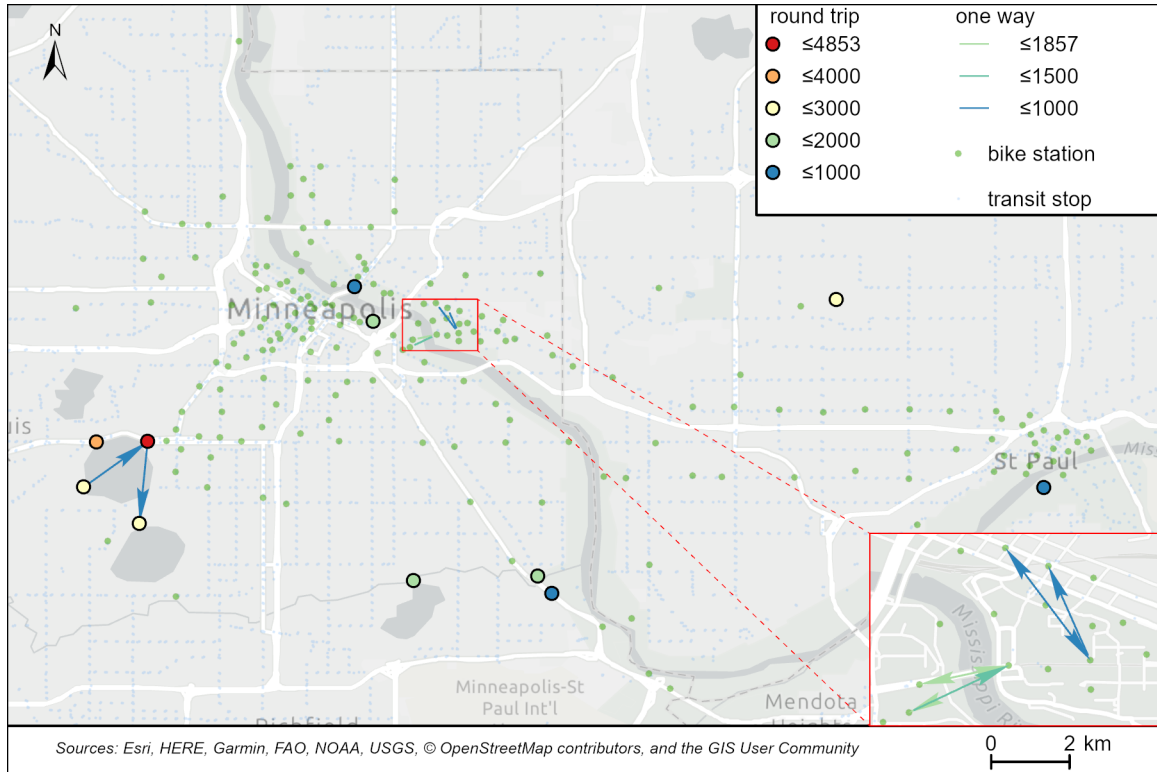 N
round trip one way
≤4853 ≤1857
≤4000 ≤1500
≤3000 ≤1000
≤2000 bike station
≤1000 transit stop
Minneapolis
St Paul
Minneapolis-St
Paul Int'l
Mendota
Mississippi
Sources: Esri, HERE, Garmin, FAO, NOAA, USGS, © OpenStreetMap contributors, and the GIS User Community
0 2 km